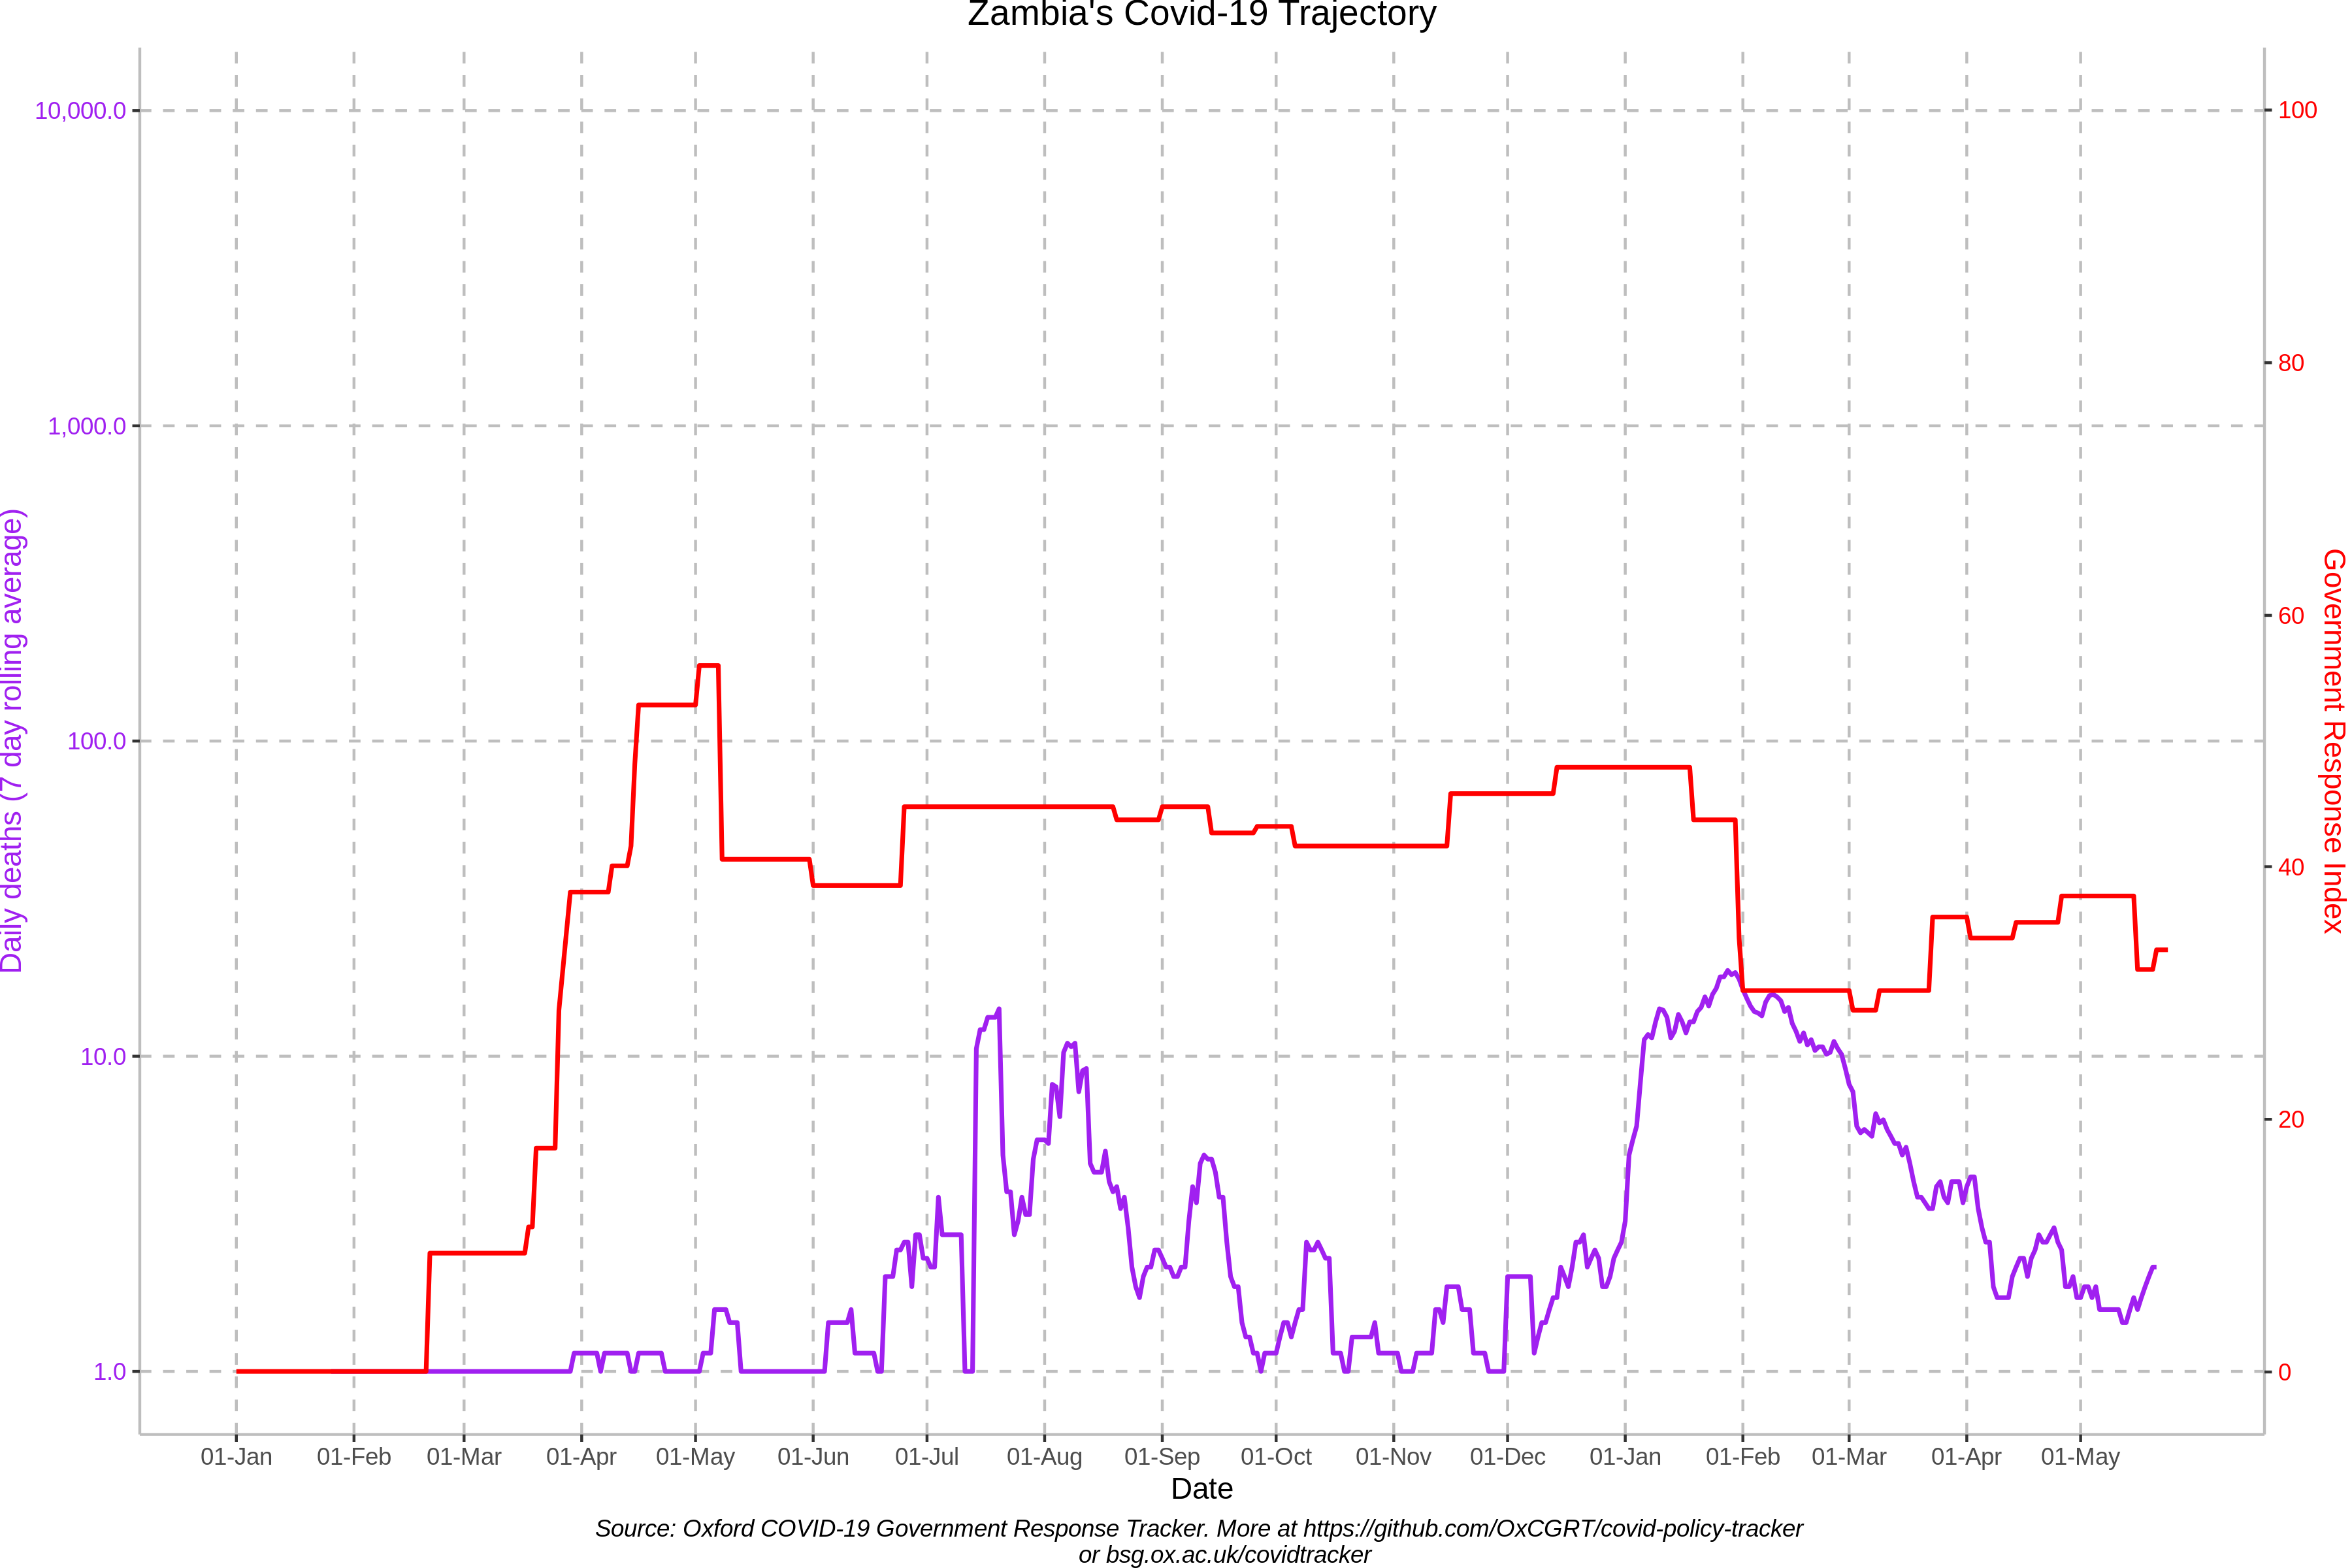 Zambia's Covid-19 Trajectory
10,000.0
1,000.0
100.0
10.0
1.0
Daily deaths (7 day rolling average)
100
80
60
40
20
0
Government Response Index
01-Jan 01-Feb 01-Mar 01-Apr 01-May 01-Jun 01-Jul 01-Aug 01-Sep 01-Oct 01-Nov 01-Dec 01-Jan 01-Feb 01-Mar 01-Apr 01-May
Date
Source: Oxford COVID-19 Government Response Tracker. More at https://github.com/OxCGRT/covid-policy-tracker
or bsg.ox.ac.uk/covidtracker